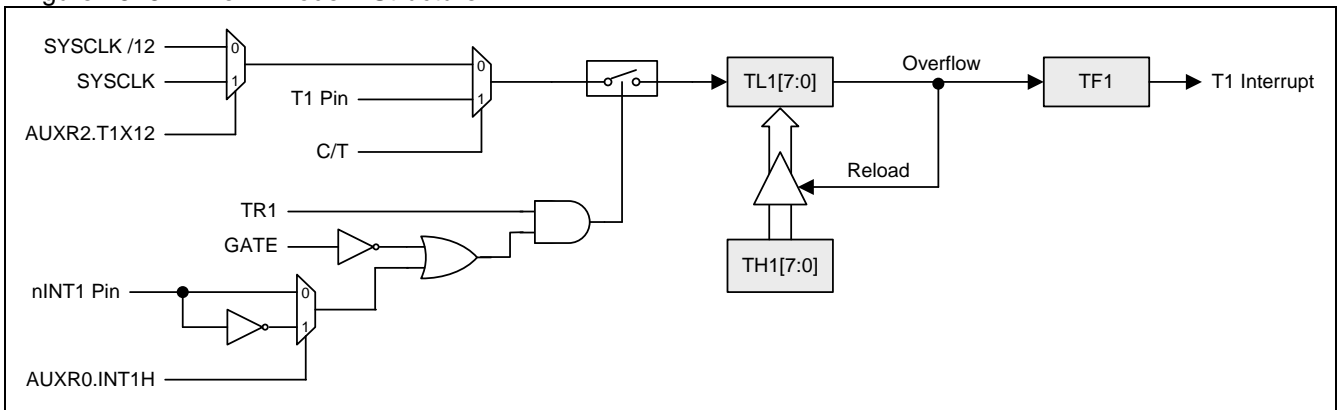 SYSCLK /12
0
SYSCLK
1
AUXR2.T1X12
0
T1 Pin
1
C/T
TL1[7:0]
Overflow
TF1
T1 Interrupt
Reload
TH1[7:0]
TR1
GATE
nINT1 Pin
0
1
AUXR0.INT1H